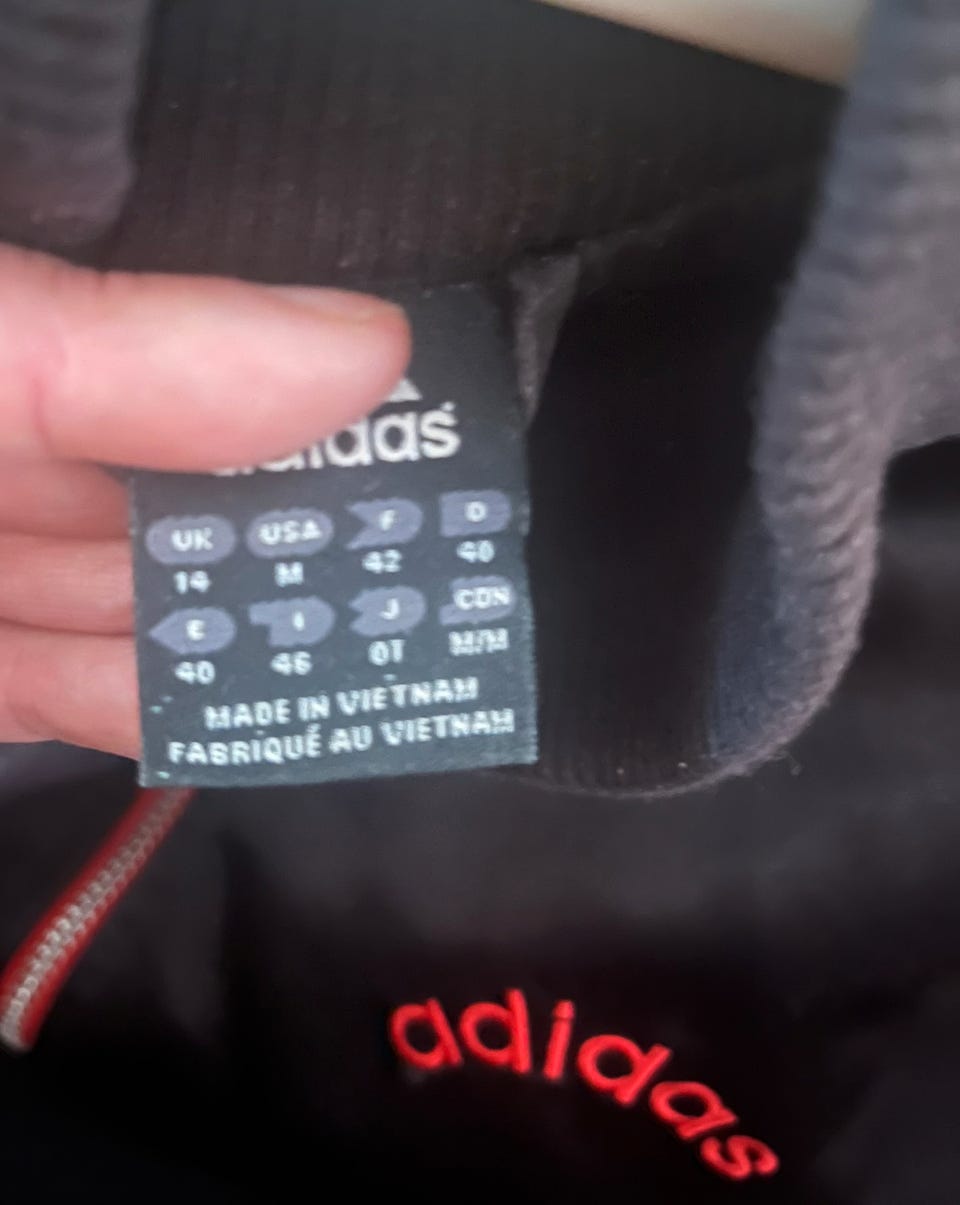 adidas
UK USA F D
14 M 42 40
E I J CDN
40 46 OT M/M
MADE IN VIETNAM
FABRIQUÉ AU VIETNAM
adidas